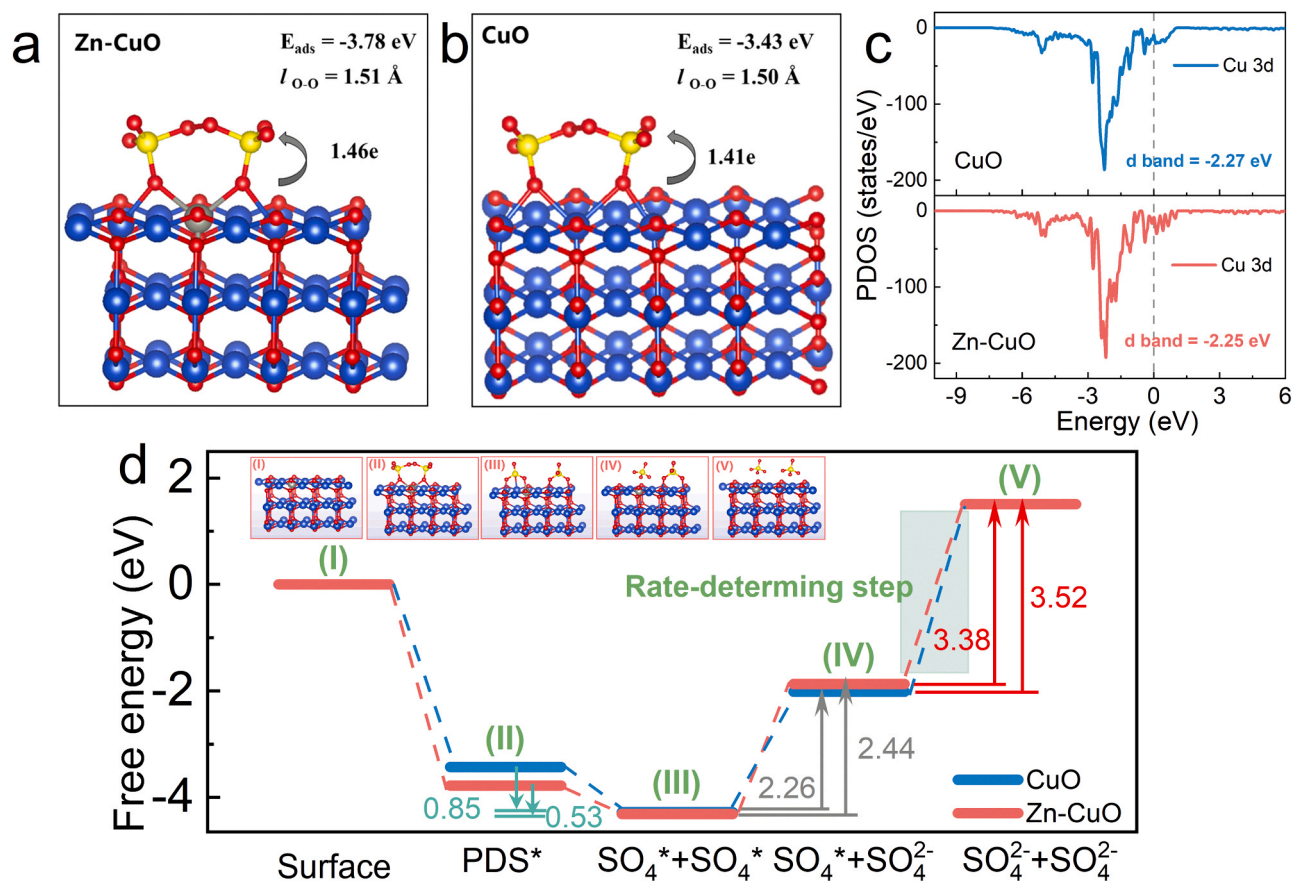 a
Zn-CuO
E_ads = -3.78 eV
l_O-O = 1.51 Å
1.46e
b
CuO
E_ads = -3.43 eV
l_O-O = 1.50 Å
1.41e
c
0
-100
-200
0
-100
-200
PDOS (states/eV)
Cu 3d
CuO
d band = -2.27 eV
Cu 3d
Zn-CuO
d band = -2.25 eV
-9 -6 -3 0 3 6
Energy (eV)
d
2
0
-2
-4
Free energy (eV)
(I)
(II)
(III)
(IV)
(V)
(I)
(II)
(III)
(IV)
(V)
Rate-determing step
0.85
0.53
2.26
2.44
3.38
3.52
CuO
Zn-CuO
Surface
PDS*
SO₄*+SO₄*
SO₄*+SO₄²⁻
SO₄²⁻+SO₄²⁻